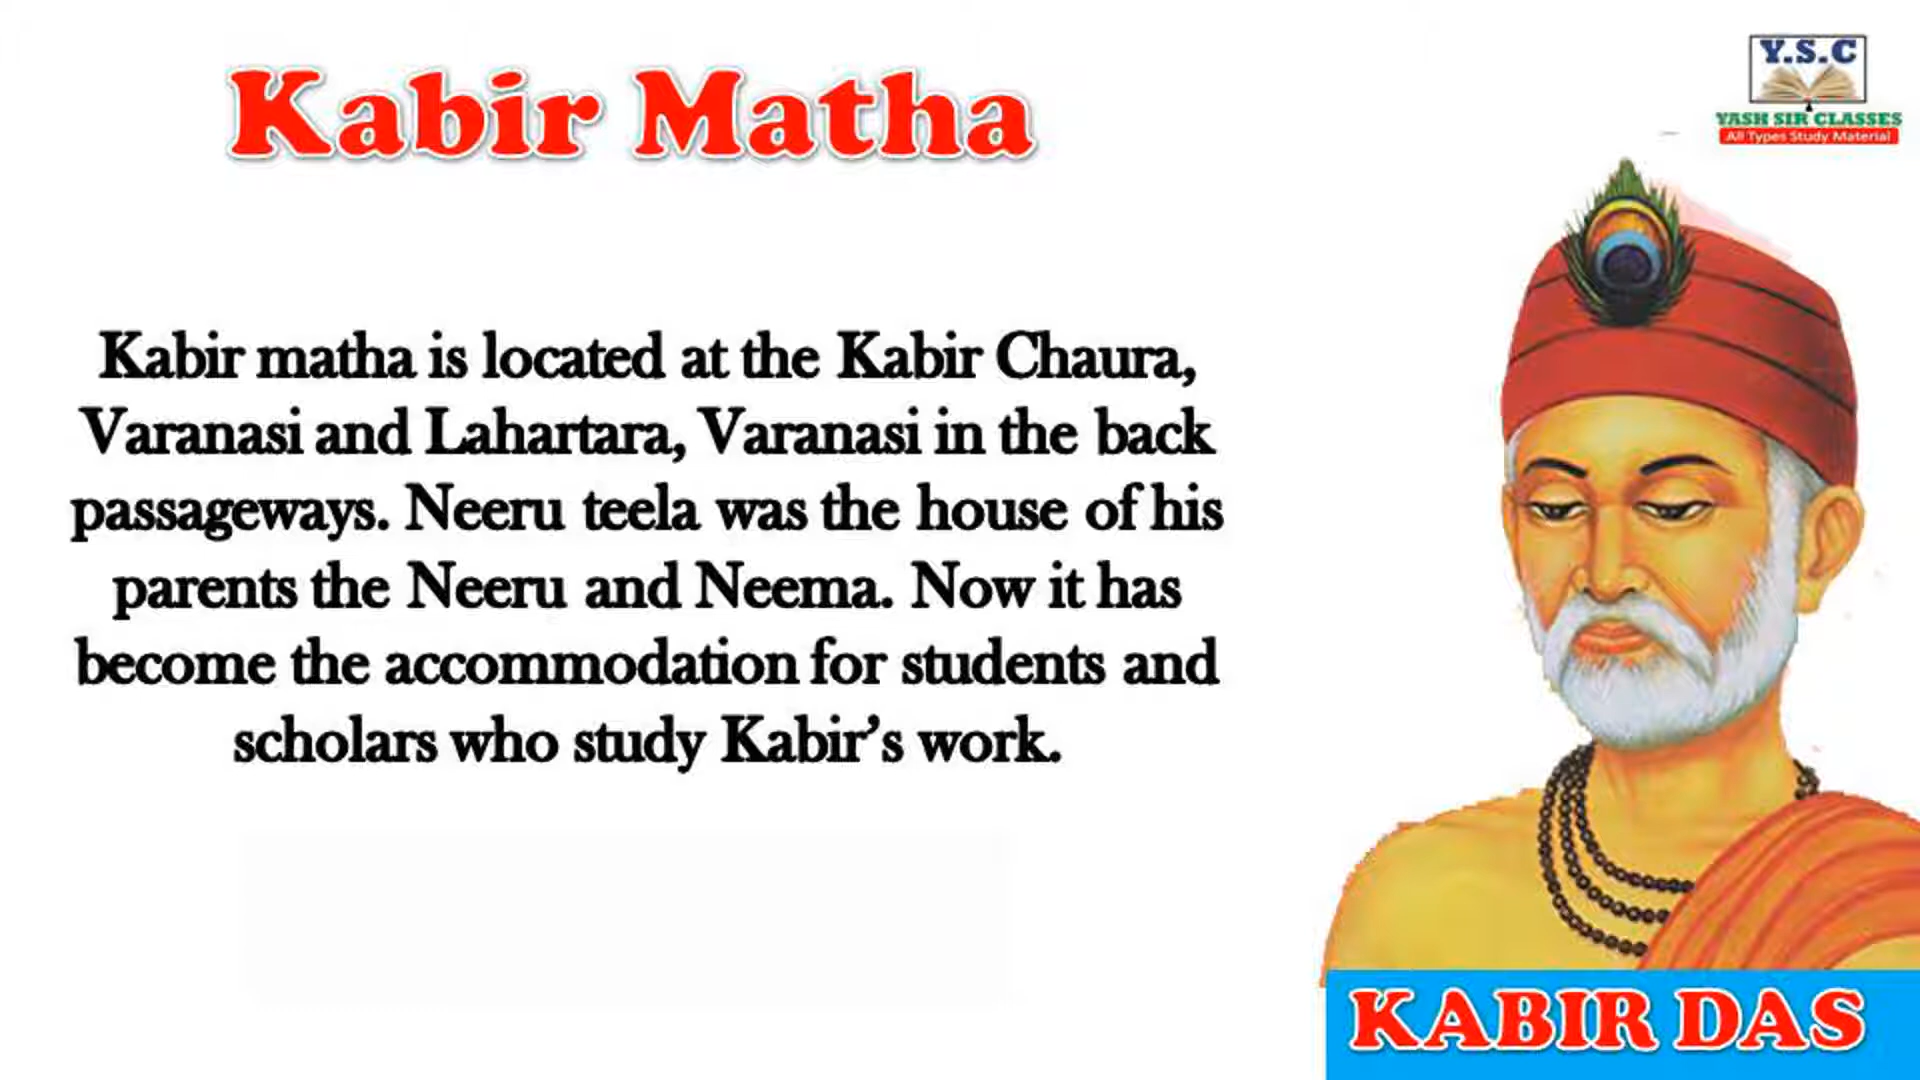 Kabir Matha
Y.S.C
YASH SIR CLASSES
All Types Study Material
Kabir matha is located at the Kabir Chaura,
Varanasi and Lahartara, Varanasi in the back
passageways. Neeru teela was the house of his
parents the Neeru and Neema. Now it has
become the accommodation for students and
scholars who study Kabir’s work.
KABIR DAS